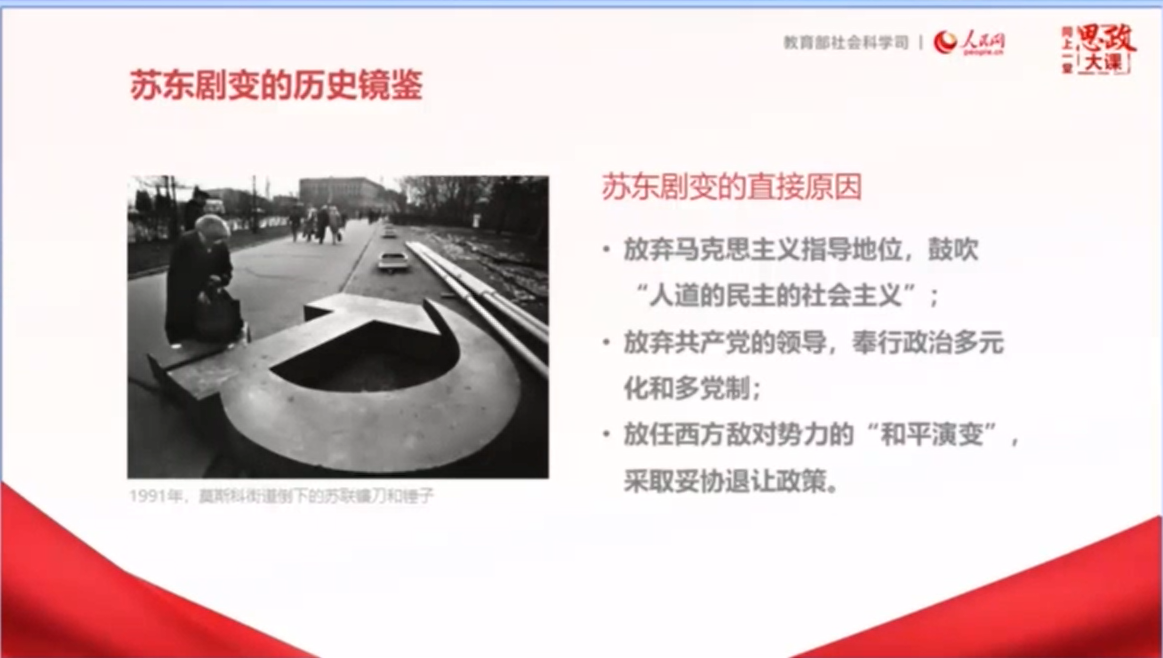 教育部社会科学司 | 人民网
people.cn
网上一堂
思政
大课
苏东剧变的历史镜鉴
苏东剧变的直接原因
• 放弃马克思主义指导地位，鼓吹
“人道的民主的社会主义”；
• 放弃共产党的领导，奉行政治多元
化和多党制；
• 放任西方敌对势力的“和平演变”，
采取妥协退让政策。
1991年，莫斯科街道倒下的苏联镰刀和锤子